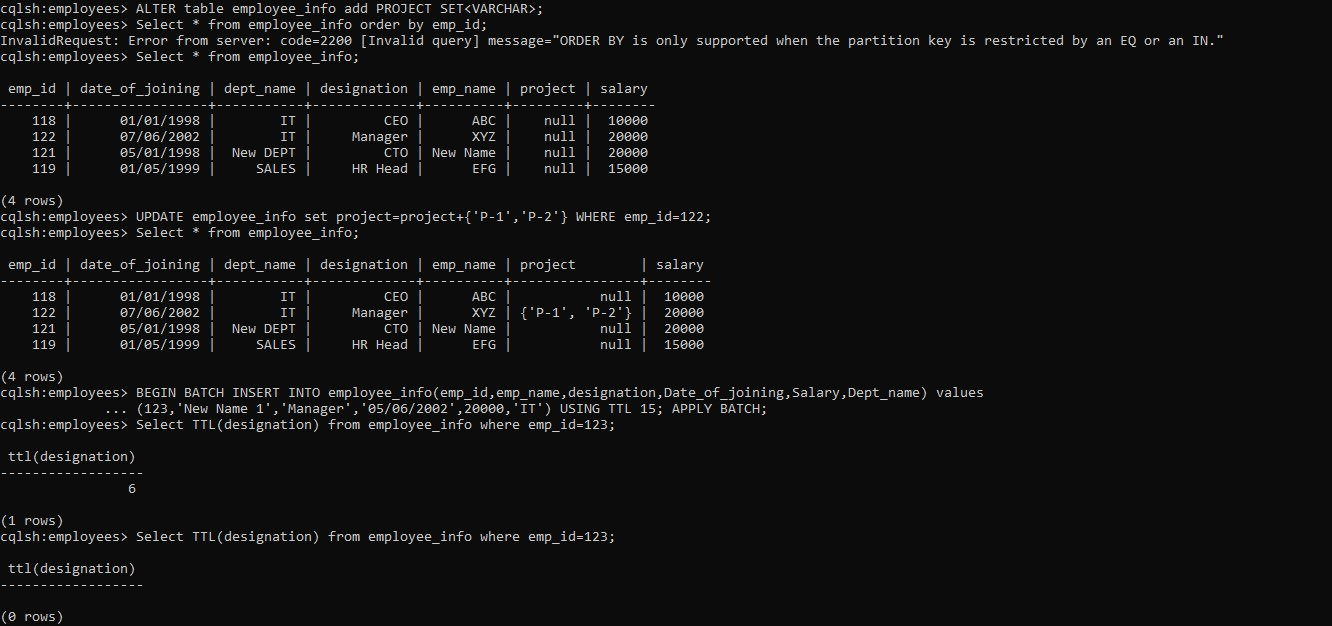 cqlsh:employees> ALTER table employee_info add PROJECT SET<VARCHAR>;
cqlsh:employees> Select * from employee_info order by emp_id;
InvalidRequest: Error from server: code=2200 [Invalid query] message="ORDER BY is only supported when the partition key is restricted by an EQ or an IN."
cqlsh:employees> Select * from employee_info;

 emp_id | date_of_joining | dept_name | designation | emp_name | project | salary
--------+-----------------+-----------+-------------+----------+---------+--------
    118 |      01/01/1998 |        IT |         CEO |      ABC |    null |  10000
    122 |      07/06/2002 |        IT |     Manager |      XYZ |    null |  20000
    121 |      05/01/1998 |  New DEPT |         CTO | New Name |    null |  20000
    119 |      01/05/1999 |     SALES |     HR Head |      EFG |    null |  15000

(4 rows)
cqlsh:employees> UPDATE employee_info set project=project+{'P-1','P-2'} WHERE emp_id=122;
cqlsh:employees> Select * from employee_info;

 emp_id | date_of_joining | dept_name | designation | emp_name | project        | salary
--------+-----------------+-----------+-------------+----------+----------------+--------
    118 |      01/01/1998 |        IT |         CEO |      ABC |           null |  10000
    122 |      07/06/2002 |        IT |     Manager |      XYZ | {'P-1', 'P-2'} |  20000
    121 |      05/01/1998 |  New DEPT |         CTO | New Name |           null |  20000
    119 |      01/05/1999 |     SALES |     HR Head |      EFG |           null |  15000

(4 rows)
cqlsh:employees> BEGIN BATCH INSERT INTO employee_info(emp_id,emp_name,designation,Date_of_joining,Salary,Dept_name) values
             ... (123,'New Name 1','Manager','05/06/2002',20000,'IT') USING TTL 15; APPLY BATCH;
cqlsh:employees> Select TTL(designation) from employee_info where emp_id=123;

 ttl(designation)
------------------
                6

(1 rows)
cqlsh:employees> Select TTL(designation) from employee_info where emp_id=123;

 ttl(designation)
------------------

(0 rows)